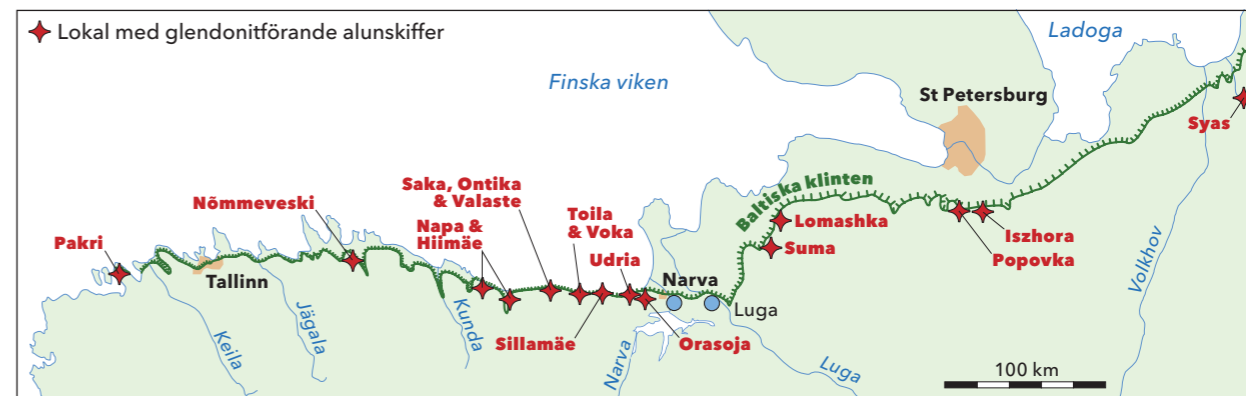 Lokal med glendonitförande alunskiffer
Ladoga
Finska viken
St Petersburg
Syas
Saka, Ontika
& Valaste
Baltiska klinten
Nõmmeveski
Toila
& Voka
Napa &
Hiimäe
Lomashka
Iszhora
Pakri
Suma
Udria
Popovka
Tallinn
Narva
Volkhov
Luga
Jägala
Kunda
Keila
Sillamäe
Orasoja
Narva
Luga
100 km